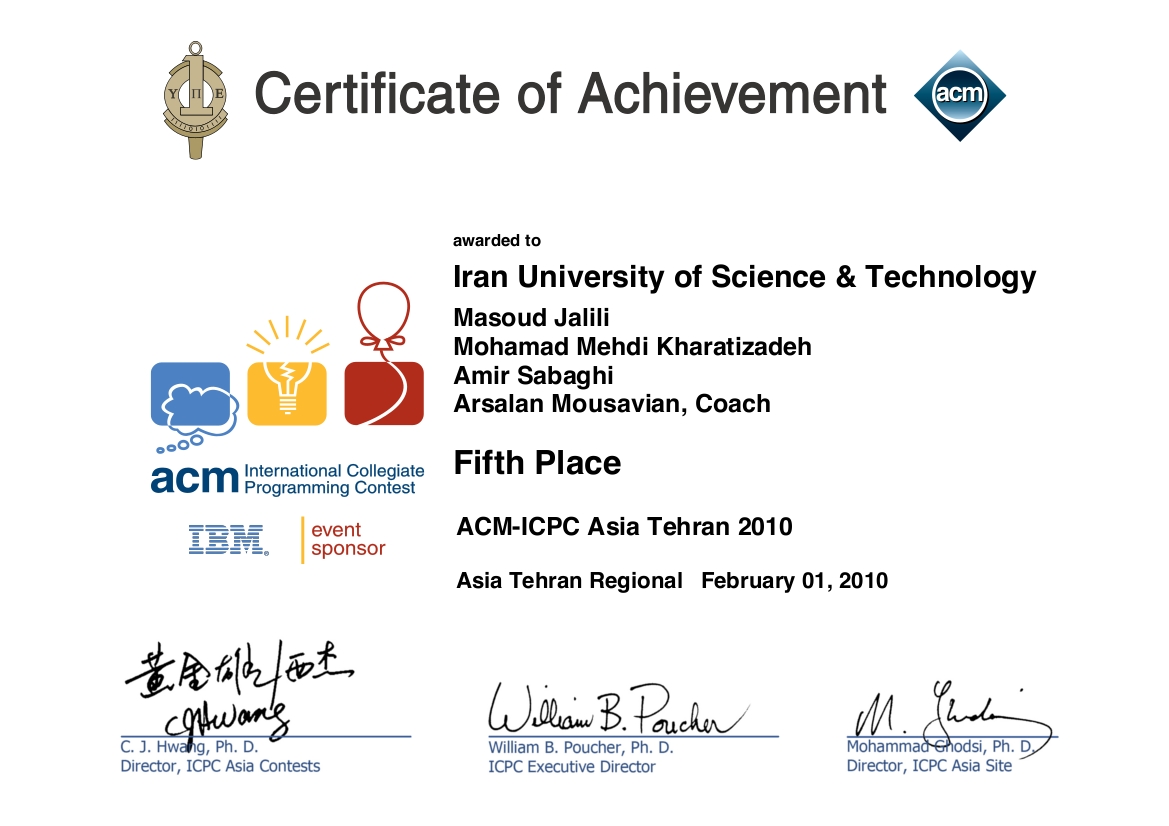 Certificate of Achievement
Υ Π Ε
acm
awarded to
Iran University of Science & Technology
Masoud Jalili
Mohamad Mehdi Kharatizadeh
Amir Sabaghi
Arsalan Mousavian, Coach
Fifth Place
acm International Collegiate
Programming Contest
IBM® event
sponsor
ACM-ICPC Asia Tehran 2010
Asia Tehran Regional February 01, 2010
CJHwang
William B. Poucher
M. Ghodsi
C. J. Hwang, Ph. D.
Director, ICPC Asia Contests
William B. Poucher, Ph. D.
ICPC Executive Director
Mohammad Ghodsi, Ph. D.
Director, ICPC Asia Site